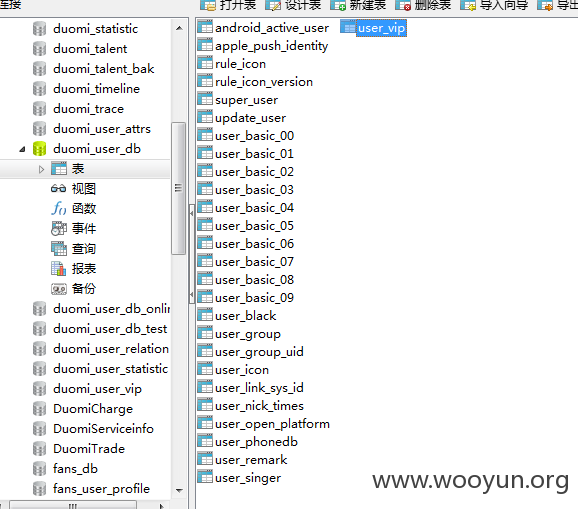 连接
打开表 设计表 新建表 删除表 导入向导 导出
duomi_statistic
duomi_talent
duomi_talent_bak
duomi_timeline
duomi_trace
duomi_user_attrs
duomi_user_db
表
视图
函数
事件
查询
报表
备份
duomi_user_db_onlin
duomi_user_db_test
duomi_user_relation
duomi_user_statistic
duomi_user_vip
DuomiCharge
DuomiServiceinfo
DuomiTrade
fans_db
fans_user_profile
android_active_user
apple_push_identity
rule_icon
rule_icon_version
super_user
update_user
user_basic_00
user_basic_01
user_basic_02
user_basic_03
user_basic_04
user_basic_05
user_basic_06
user_basic_07
user_basic_08
user_basic_09
user_black
user_group
user_group_uid
user_icon
user_link_sys_id
user_nick_times
user_open_platform
user_phonedb
user_remark
user_singer
user_vip
www.wooyun.org